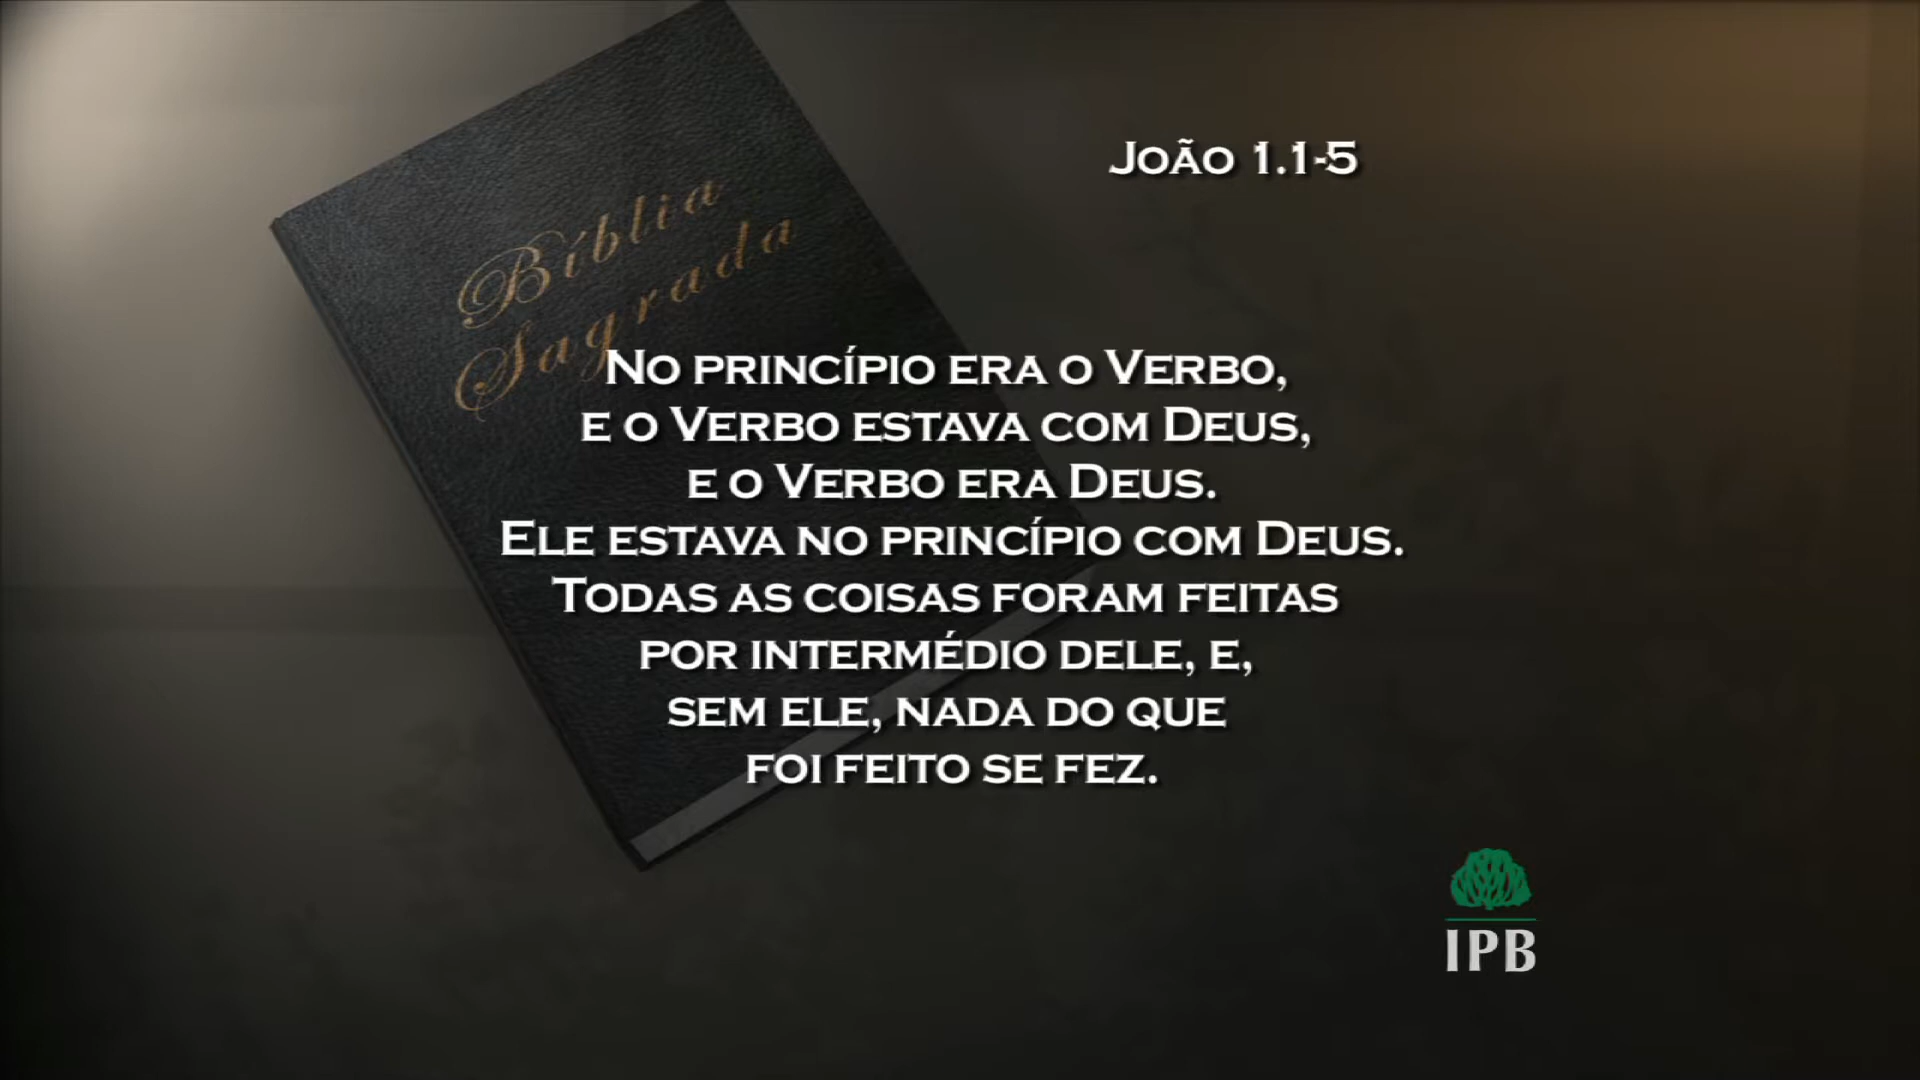 João 1.1-5
Bíblia
Sagrada
No princípio era o Verbo,
e o Verbo estava com Deus,
e o Verbo era Deus.
Ele estava no princípio com Deus.
Todas as coisas foram feitas
por intermédio dele, e,
sem ele, nada do que
foi feito se fez.
IPB